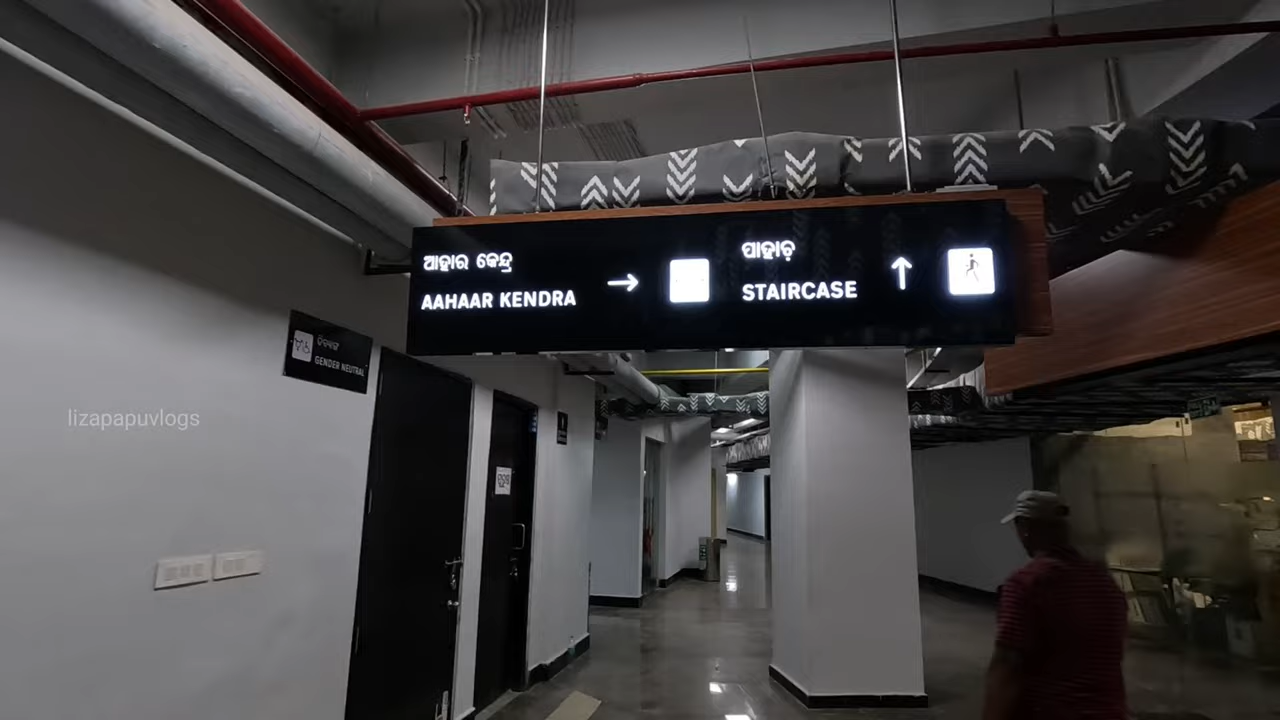 ଆହାର କେନ୍ଦ୍ର
AAHAAR KENDRA
ପାହାଚ
STAIRCASE
GENDER NEUTRAL
lizapapuvlogs